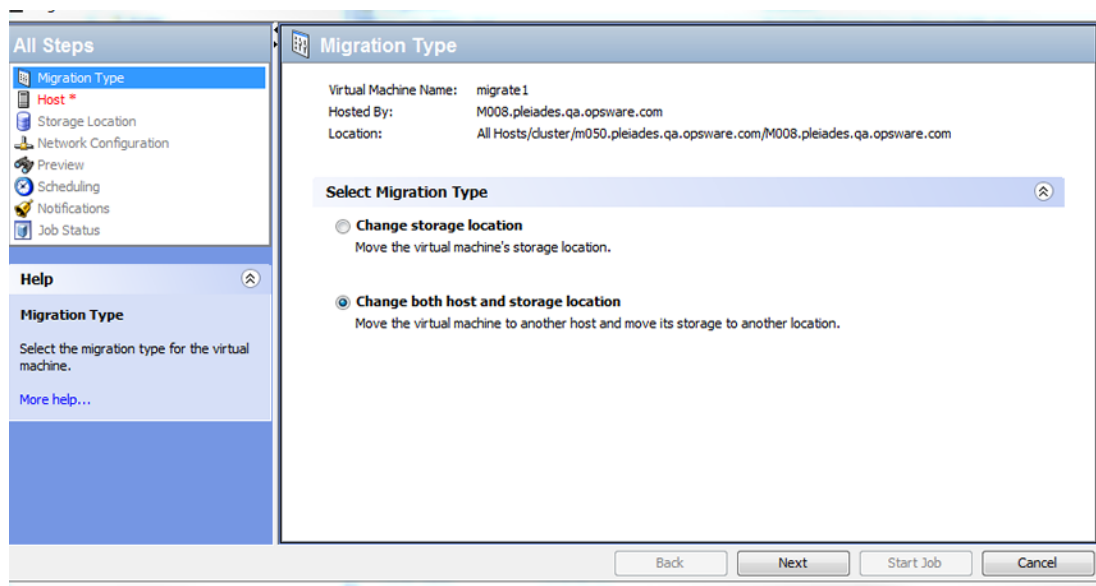 All Steps
Migration Type
Host *
Storage Location
Network Configuration
Preview
Scheduling
Notifications
Job Status
Help
Migration Type
Select the migration type for the virtual
machine.
More help...
Migration Type
Virtual Machine Name: migrate1
Hosted By: M008.pleiades.qa.opsware.com
Location: All Hosts/cluster/m050.pleiades.qa.opsware.com/M008.pleiades.qa.opsware.com
Select Migration Type
Change storage location
Move the virtual machine's storage location.
Change both host and storage location
Move the virtual machine to another host and move its storage to another location.
Back Next Start Job Cancel